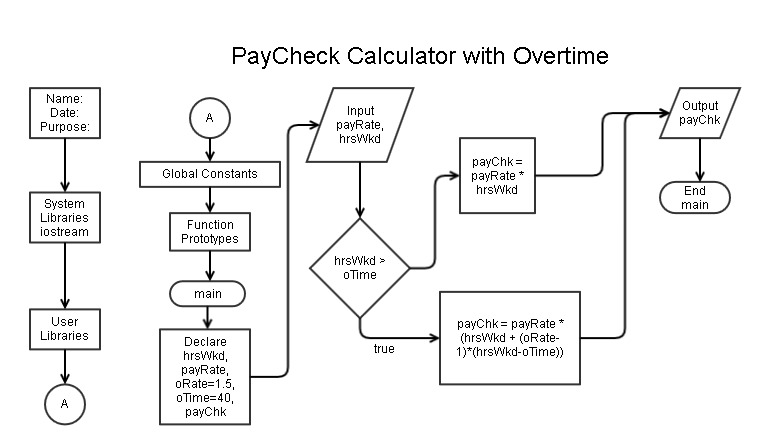 PayCheck Calculator with Overtime
Name:
Date:
Purpose:
System
Libraries
iostream
User
Libraries
A
A
Global Constants
Function
Prototypes
main
Declare
hrsWkd,
payRate,
oRate=1.5,
oTime=40,
payChk
Input
payRate,
hrsWkd
hrsWkd >
oTime
true
payChk =
payRate *
hrsWkd
payChk = payRate *
(hrsWkd + (oRate-
1)*(hrsWkd-oTime))
Output
payChk
End
main